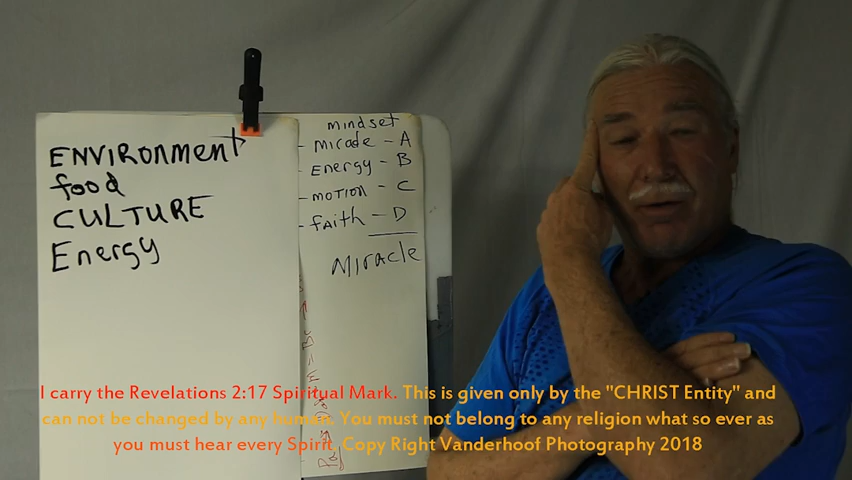 ENVIRONMENT
food
CULTURE
Energy
mindset
miracle - A
Energy - B
- MOTION - C
- FAITH - D
Miracle
I carry the Revelations 2:17 Spiritual Mark. This is given only by the "CHRIST Entity" and
can not be changed by any human. You must not belong to any religion what so ever as
you must hear every Spirit. Copy Right Vanderhoof Photography 2018